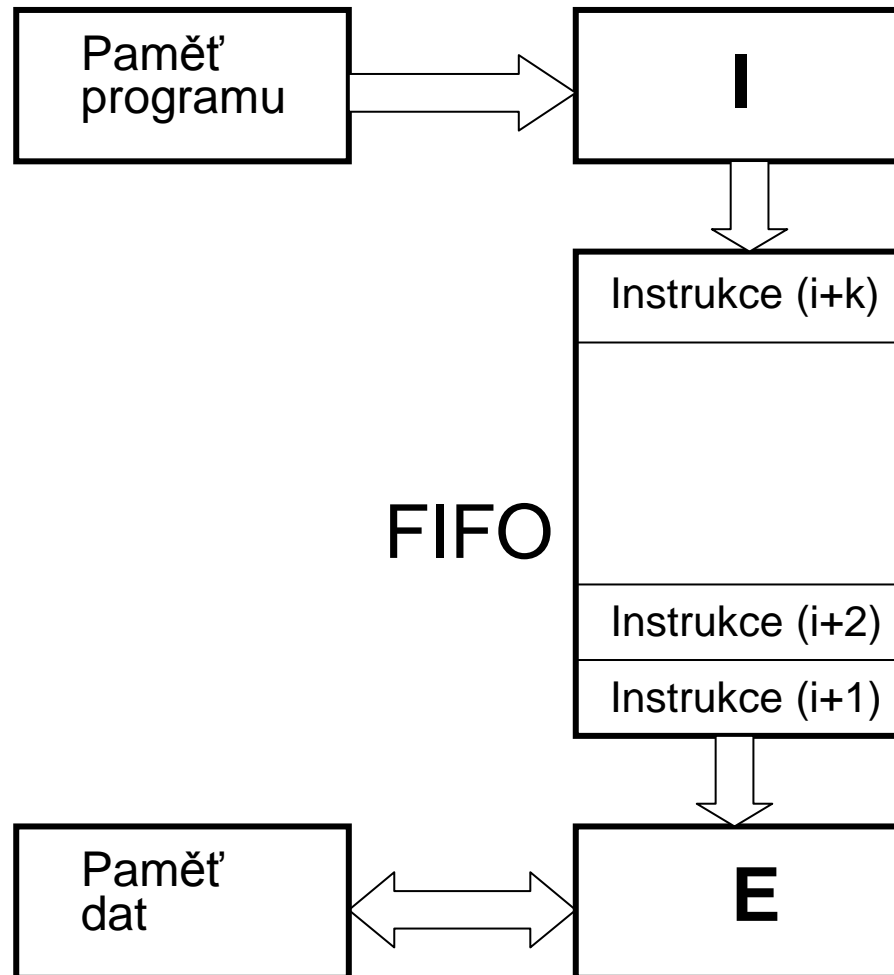 Paměť
programu
I
Instrukce (i+k)
FIFO
Instrukce (i+2)
Instrukce (i+1)
Paměť
dat
E